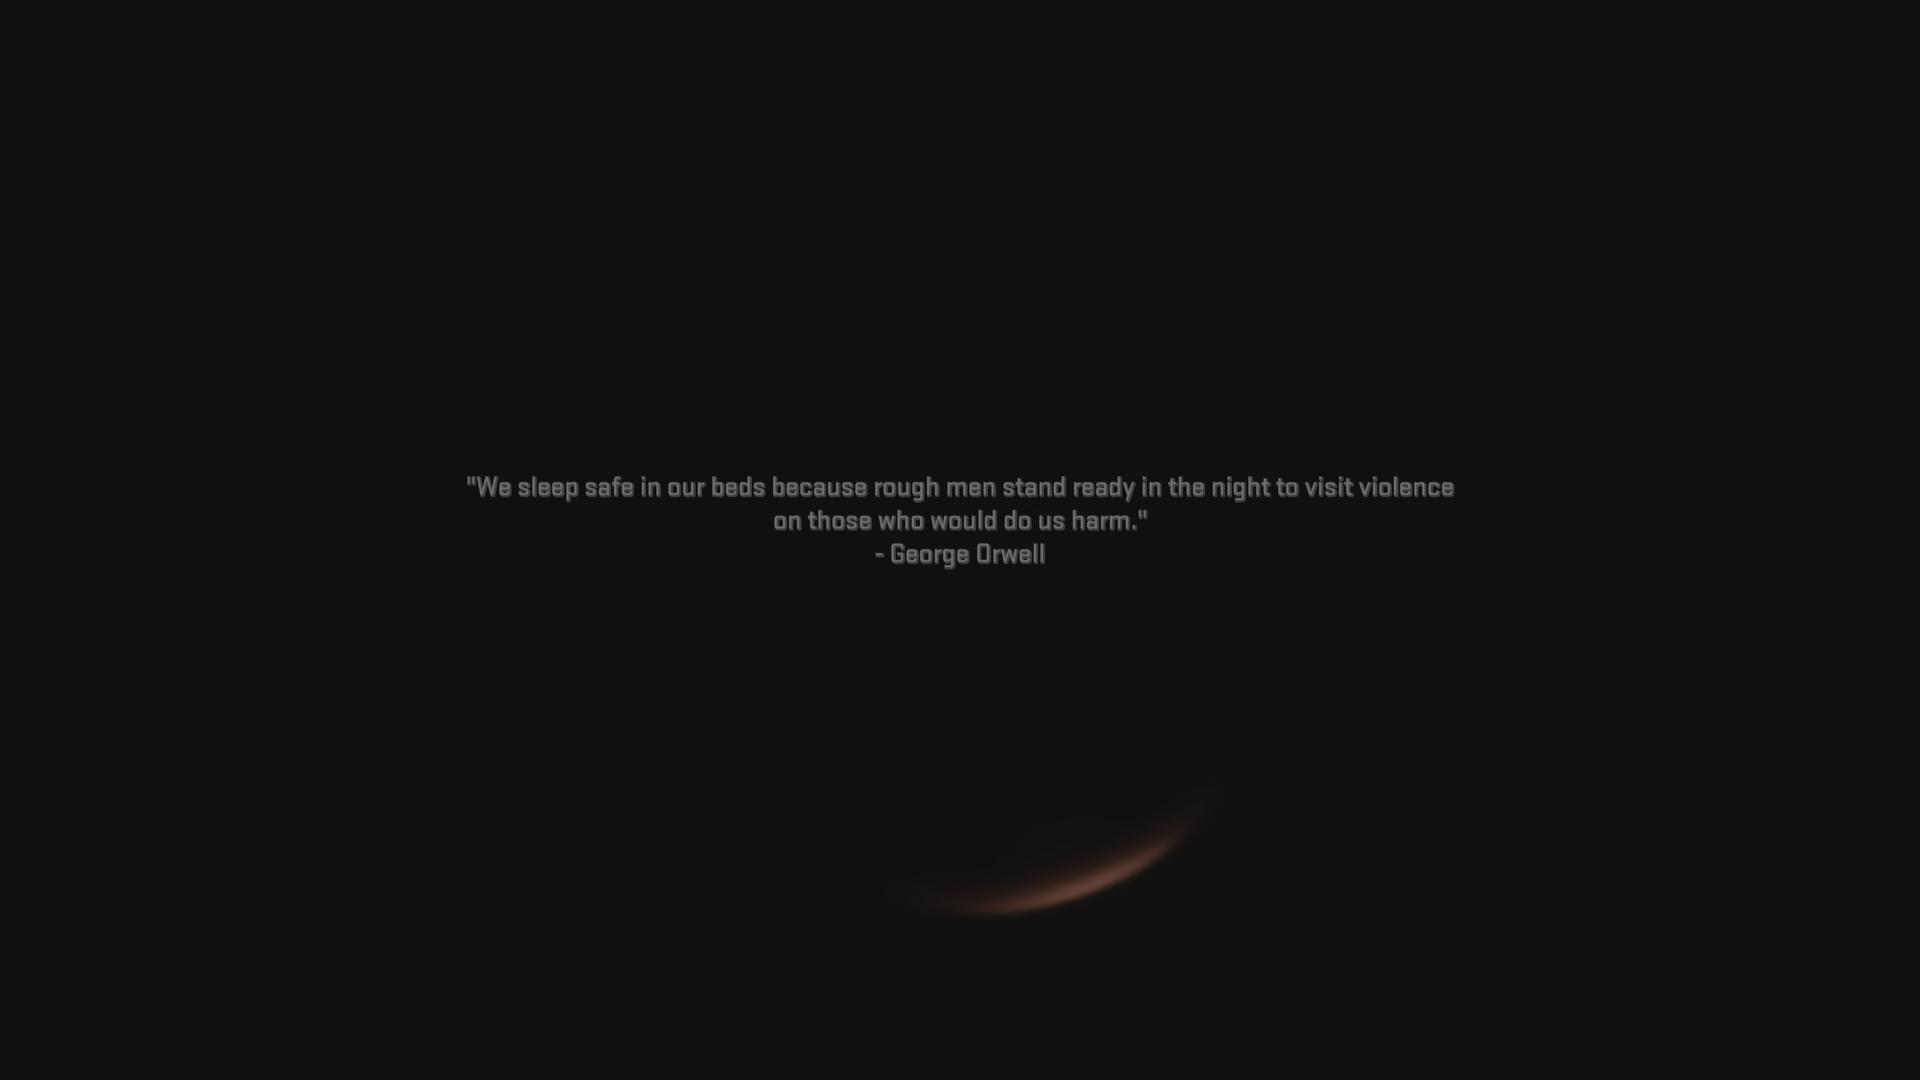 "We sleep safe in our beds because rough men stand ready in the night to visit violence
on those who would do us harm."
- George Orwell